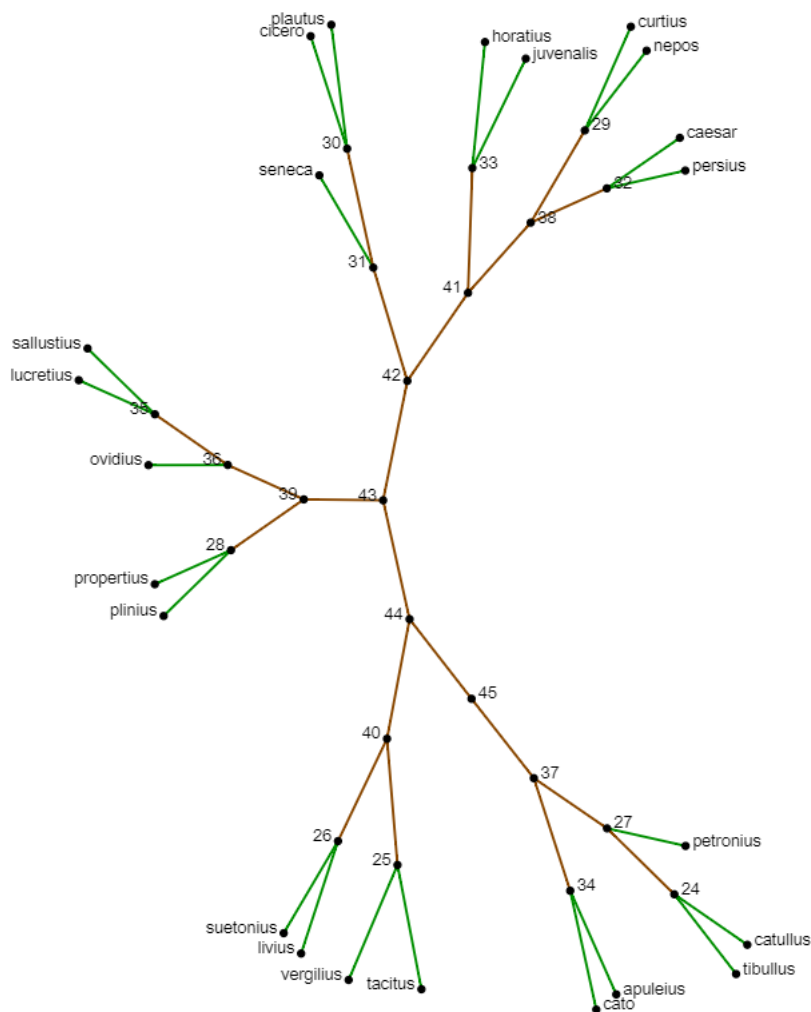 plautus
curtius
cicero
horatius
nepos
juvenalis
29
caesar
30
33
seneca
32
persius
38
31
41
sallustius
42
lucretius
35
ovidius
36
39
43
28
propertius
plinius
44
45
40
37
26
27
25
petronius
34
24
suetonius
catullus
livius
vergilius
tibullus
tacitus
apuleius
cato